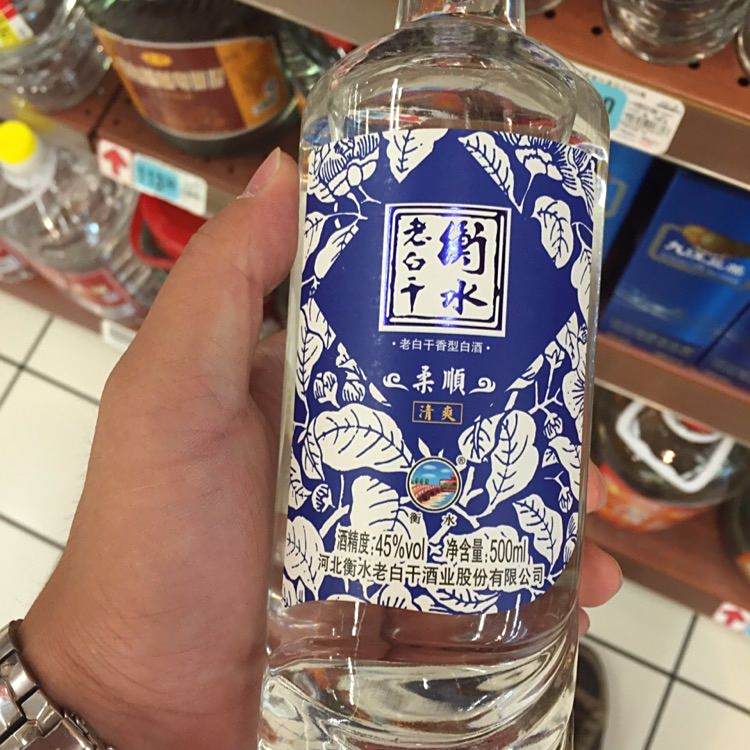 衡水
老白干
·老白干香型白酒·
柔順
清爽
®
衡 水
酒精度:45%vol 净含量:500ml
河北衡水老白干酒业股份有限公司